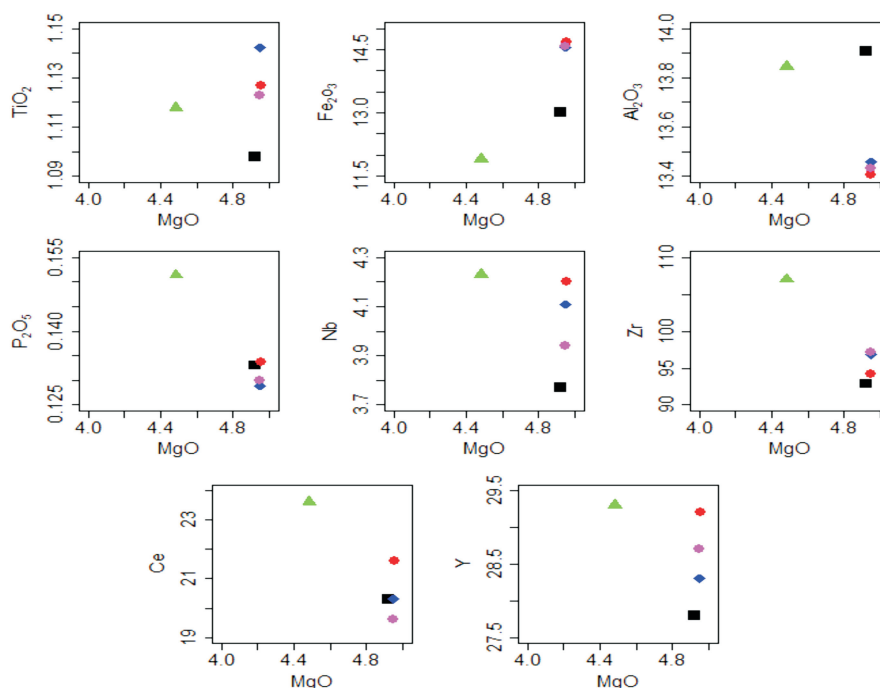 TiO₂
1.09 1.11 1.13 1.15
4.0 4.4 4.8
MgO
Fe₂o₃
11.5 13.0 14.5
4.0 4.4 4.8
MgO
Al₂O₃
13.4 13.6 13.8 14.0
4.0 4.4 4.8
MgO
P₂O₅
0.125 0.140 0.155
4.0 4.4 4.8
MgO
Nb
3.7 3.9 4.1 4.3
4.0 4.4 4.8
MgO
Zr
90 95 100 110
4.0 4.4 4.8
MgO
Ce
19 21 23
4.0 4.4 4.8
MgO
Y
27.5 28.5 29.5
4.0 4.4 4.8
MgO